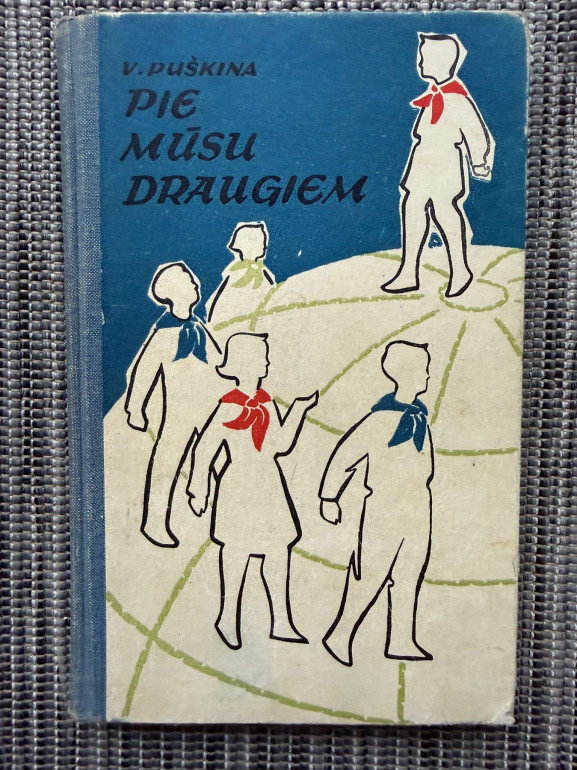 V. PUŠKINA
PIE
MŪSU
DRAUGIEM